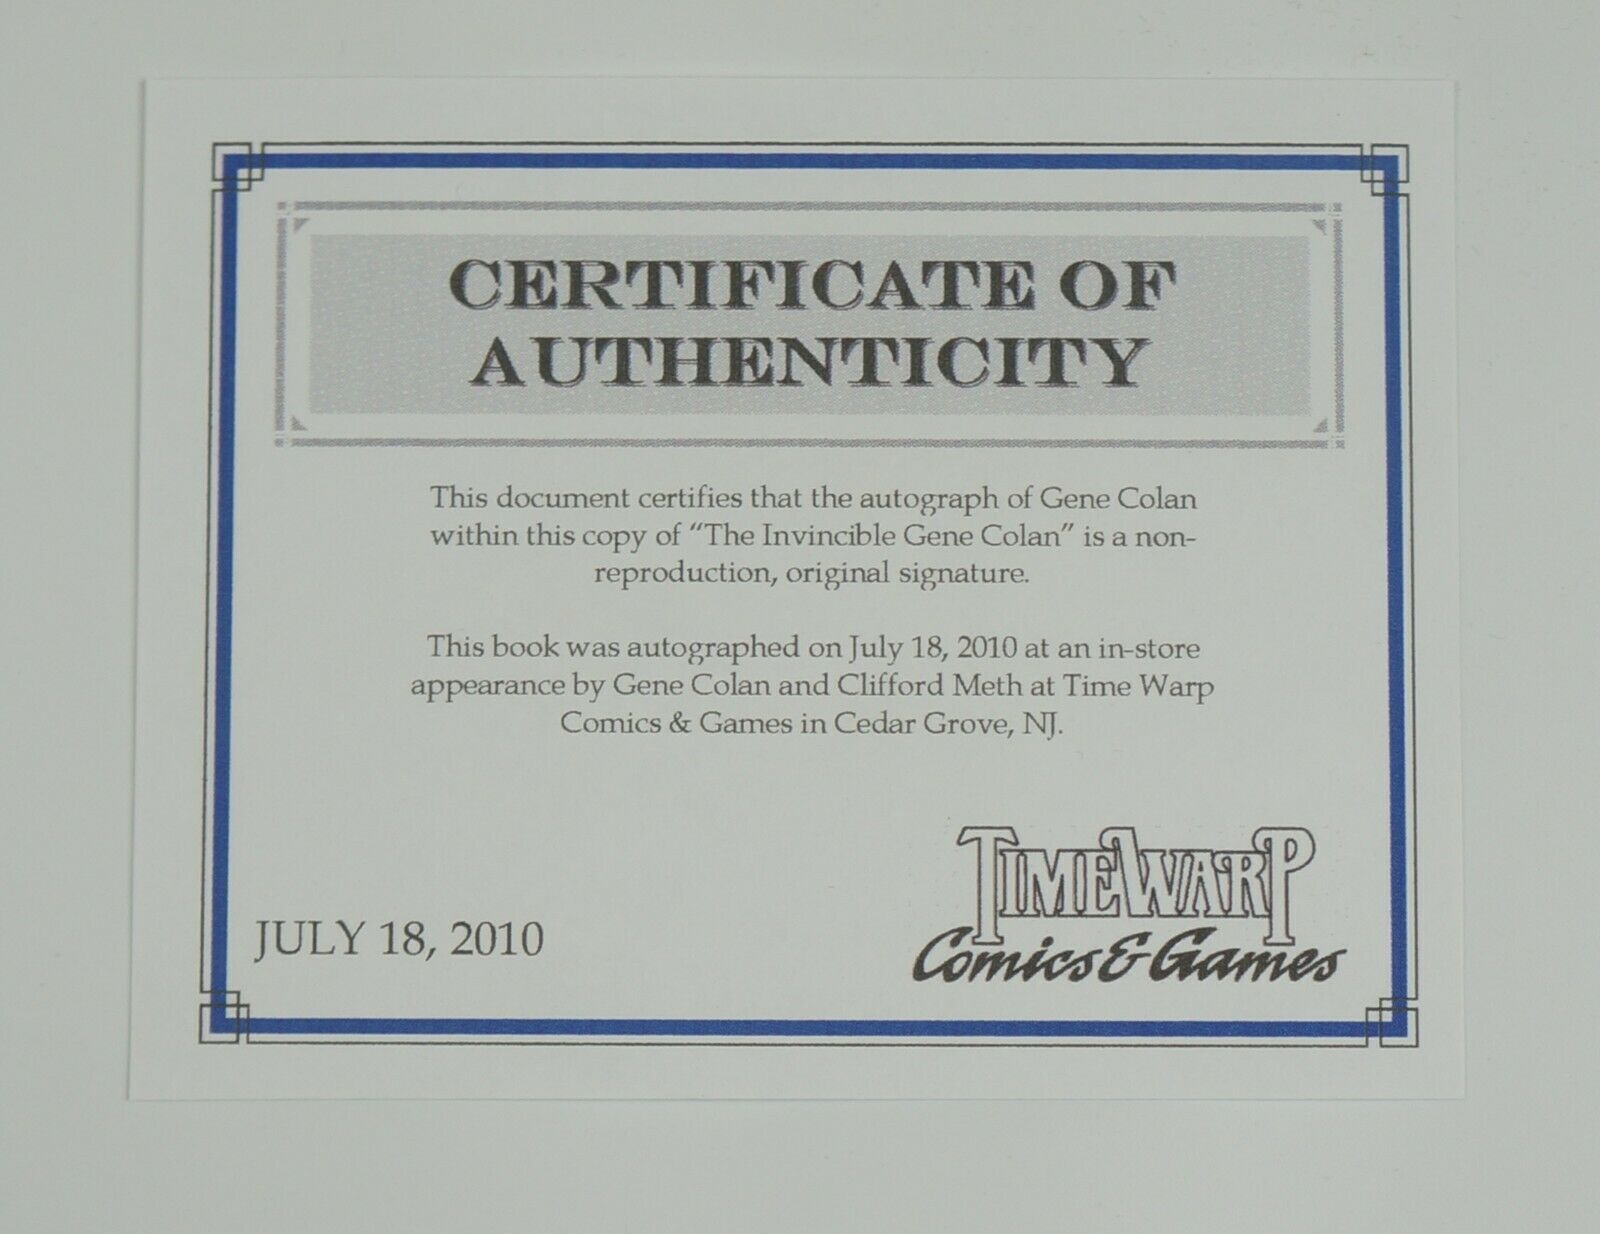 CERTIFICATE OF
AUTHENTICITY
This document certifies that the autograph of Gene Colan
within this copy of “The Invincible Gene Colan” is a non-
reproduction, original signature.
This book was autographed on July 18, 2010 at an in-store
appearance by Gene Colan and Clifford Meth at Time Warp
Comics & Games in Cedar Grove, NJ.
JULY 18, 2010
TIMEWARP
Comics & Games